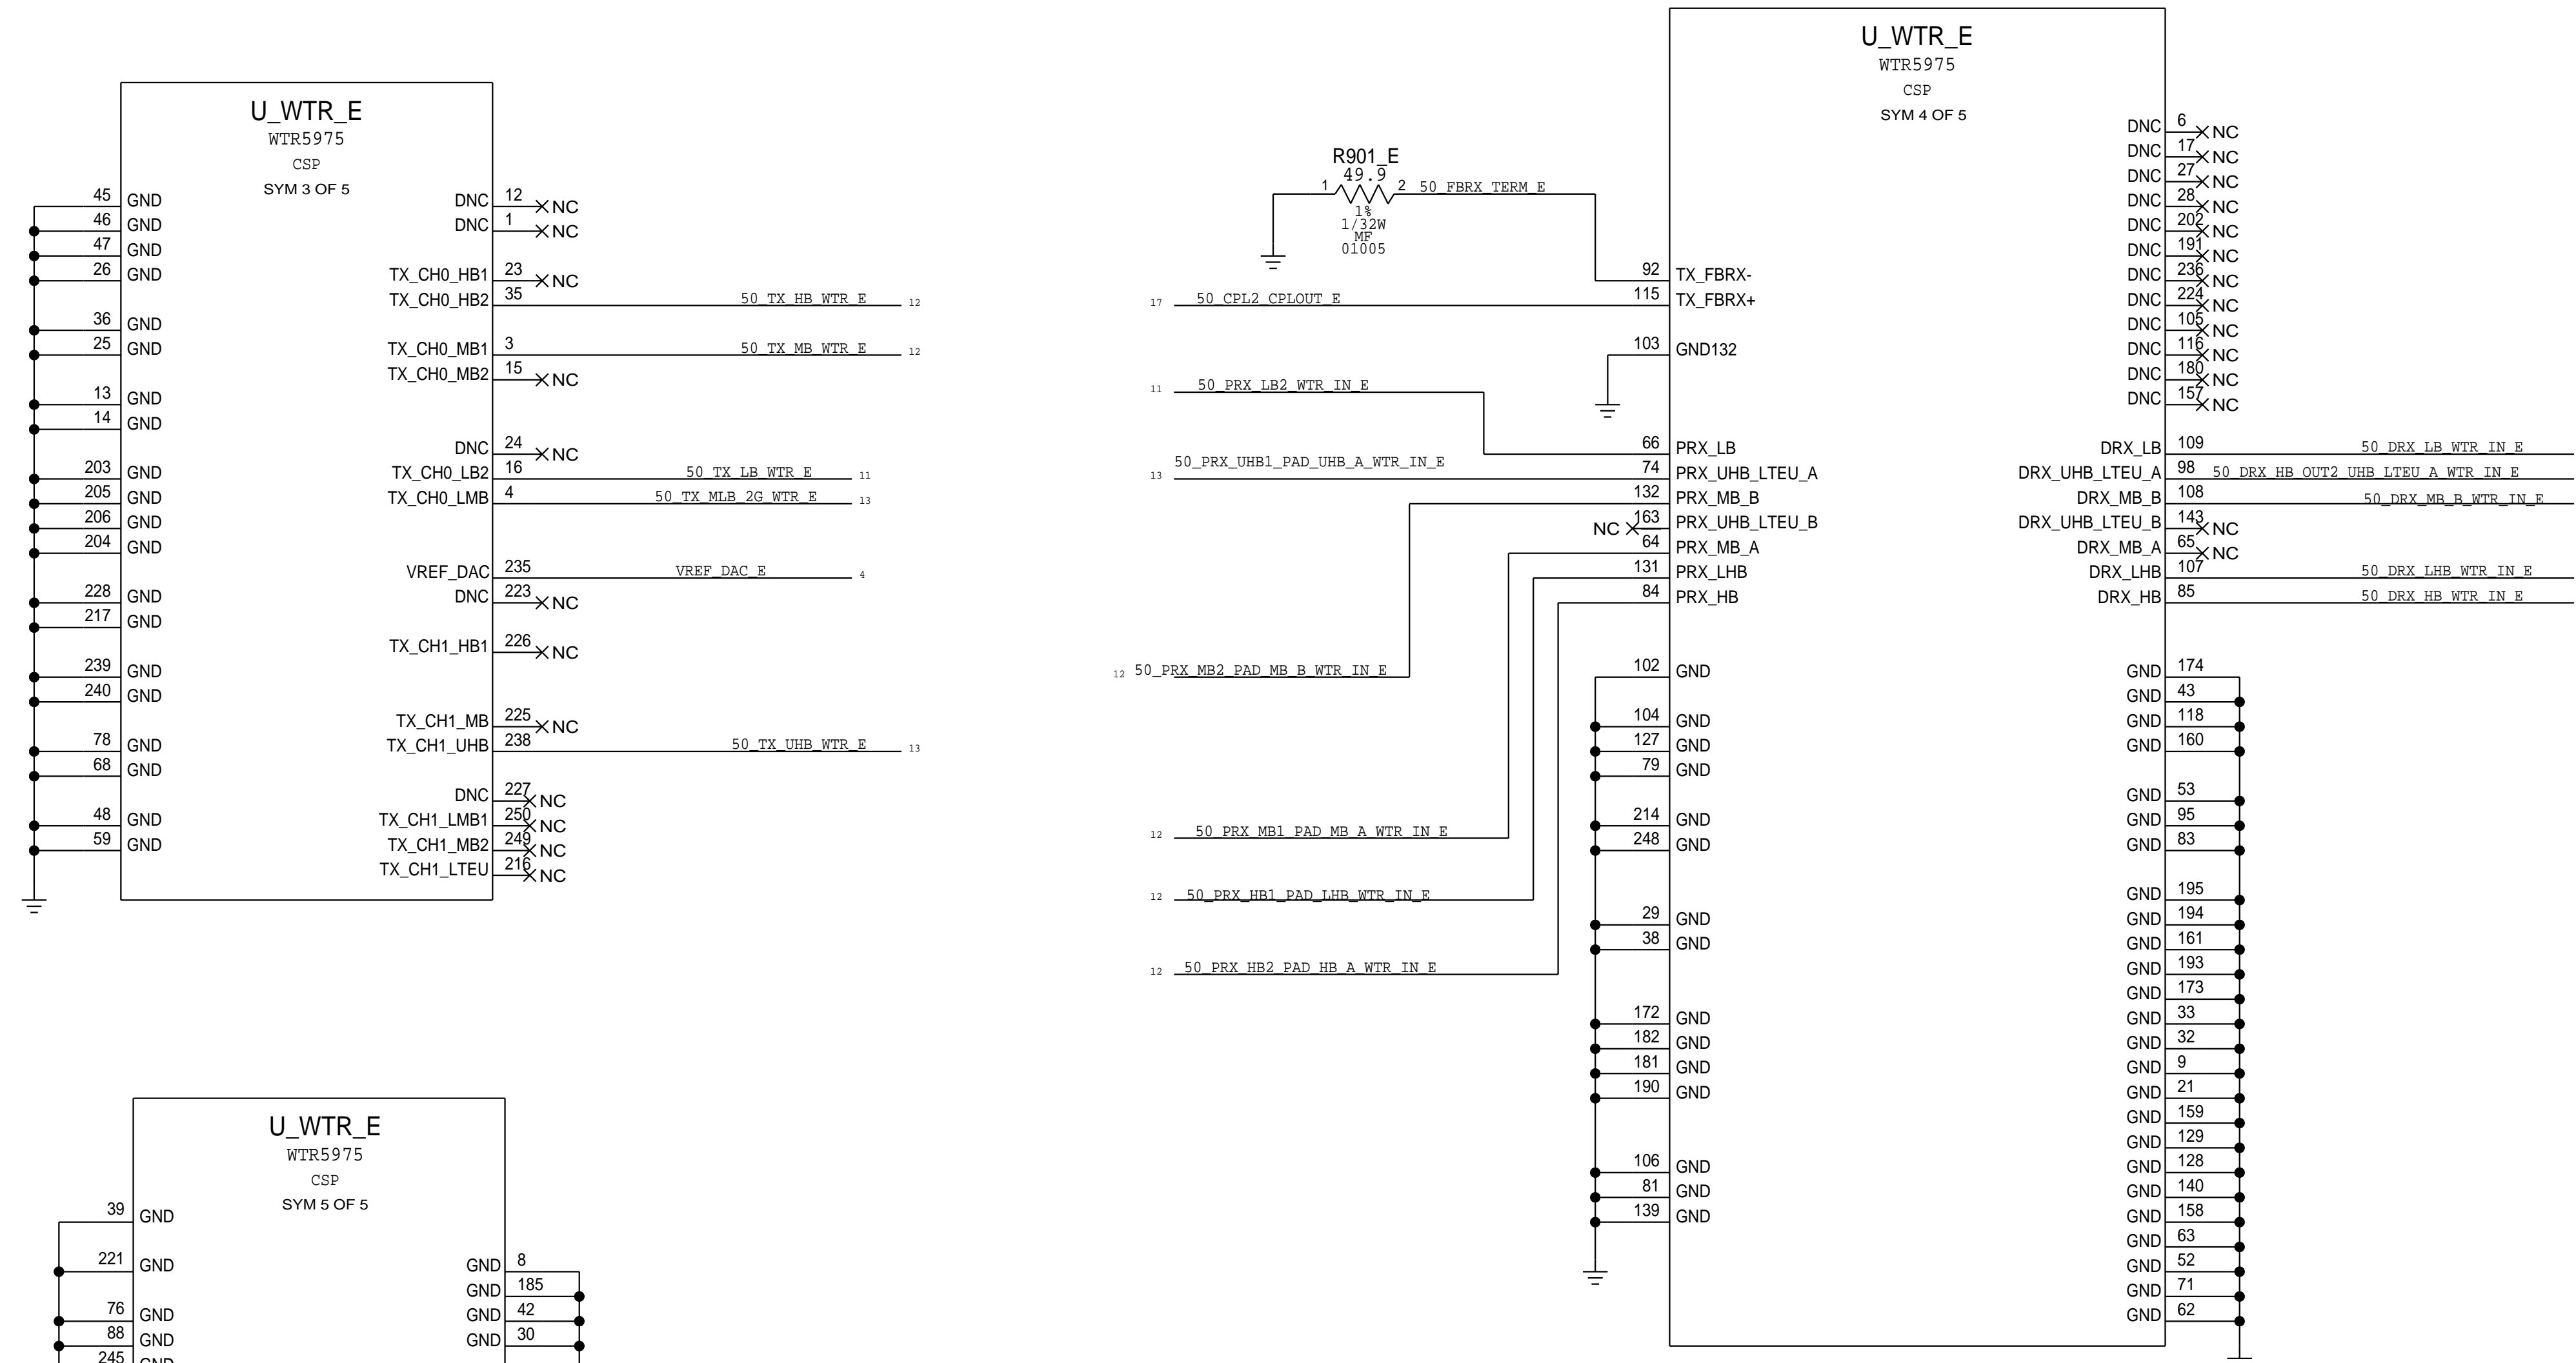 U_WTR_E
WTR5975
CSP
SYM 3 OF 5
45 GND
46 GND
47 GND
26 GND
36 GND
25 GND
13 GND
14 GND
203 GND
205 GND
206 GND
204 GND
228 GND
217 GND
239 GND
240 GND
78 GND
68 GND
48 GND
59 GND
DNC 12 NC
DNC 1 NC
TX_CH0_HB1 23 NC
TX_CH0_HB2 35 50_TX_HB_WTR_E 12
TX_CH0_MB1 3 50_TX_MB_WTR_E 12
TX_CH0_MB2 15 NC
DNC 24 NC
TX_CH0_LB2 16 50_TX_LB_WTR_E 11
TX_CH0_LMB 4 50_TX_MLB_2G_WTR_E 13
VREF_DAC 235 VREF_DAC_E 4
DNC 223 NC
TX_CH1_HB1 226 NC
TX_CH1_MB 225 NC
TX_CH1_UHB 238 50_TX_UHB_WTR_E 13
DNC 227 NC
TX_CH1_LMB1 250 NC
TX_CH1_MB2 249 NC
TX_CH1_LTEU 216 NC
U_WTR_E
WTR5975
CSP
SYM 5 OF 5
39 GND
221 GND
76 GND
88 GND
245 GND
GND 8
GND 185
GND 42
GND 30
U_WTR_E
WTR5975
CSP
SYM 4 OF 5
R901_E
49.9
1 2 50_FBRX_TERM_E
1%
1/32W
MF
01005
92 TX_FBRX-
17 50_CPL2_CPLOUT_E 115 TX_FBRX+
103 GND132
11 50_PRX_LB2_WTR_IN_E
66 PRX_LB
13 50_PRX_UHB1_PAD_UHB_A_WTR_IN_E 74 PRX_UHB_LTEU_A
132 PRX_MB_B
NC 163 PRX_UHB_LTEU_B
64 PRX_MB_A
131 PRX_LHB
84 PRX_HB
12 50_PRX_MB2_PAD_MB_B_WTR_IN_E
12 50_PRX_MB1_PAD_MB_A_WTR_IN_E
12 50_PRX_HB1_PAD_LHB_WTR_IN_E
12 50_PRX_HB2_PAD_HB_A_WTR_IN_E
102 GND
104 GND
127 GND
79 GND
214 GND
248 GND
29 GND
38 GND
172 GND
182 GND
181 GND
190 GND
106 GND
81 GND
139 GND
DNC 6 NC
DNC 17 NC
DNC 27 NC
DNC 28 NC
DNC 202 NC
DNC 191 NC
DNC 236 NC
DNC 224 NC
DNC 105 NC
DNC 116 NC
DNC 180 NC
DNC 157 NC
DRX_LB 109 50_DRX_LB_WTR_IN_E
DRX_UHB_LTEU_A 98 50_DRX_HB_OUT2_UHB_LTEU_A_WTR_IN_E
DRX_MB_B 108 50_DRX_MB_B_WTR_IN_E
DRX_UHB_LTEU_B 143 NC
DRX_MB_A 65 NC
DRX_LHB 107 50_DRX_LHB_WTR_IN_E
DRX_HB 85 50_DRX_HB_WTR_IN_E
GND 174
GND 43
GND 118
GND 160
GND 53
GND 95
GND 83
GND 195
GND 194
GND 161
GND 193
GND 173
GND 33
GND 32
GND 9
GND 21
GND 159
GND 129
GND 128
GND 140
GND 158
GND 63
GND 52
GND 71
GND 62